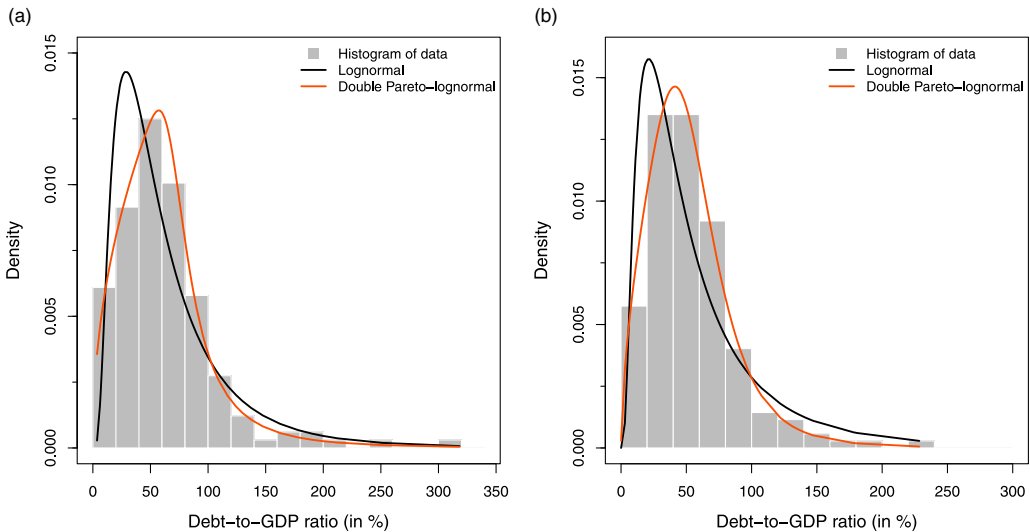 (a)
Histogram of data
Lognormal
Double Pareto–lognormal
Density
0.015
0.010
0.005
0.000
0 50 100 150 200 250 300 350
Debt–to–GDP ratio (in %)
(b)
Histogram of data
Lognormal
Double Pareto–lognormal
Density
0.015
0.010
0.005
0.000
0 50 100 150 200 250 300
Debt–to–GDP ratio (in %)